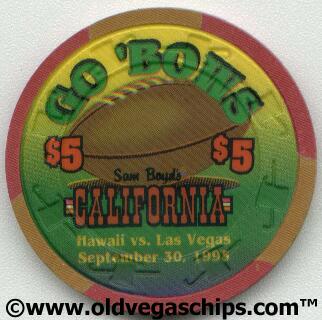 GO 'BOWS
$5 $5
Sam Boyd's
CALIFORNIA
Hawaii vs. Las Vegas
September 30, 1995
©www.oldvegaschips.com™